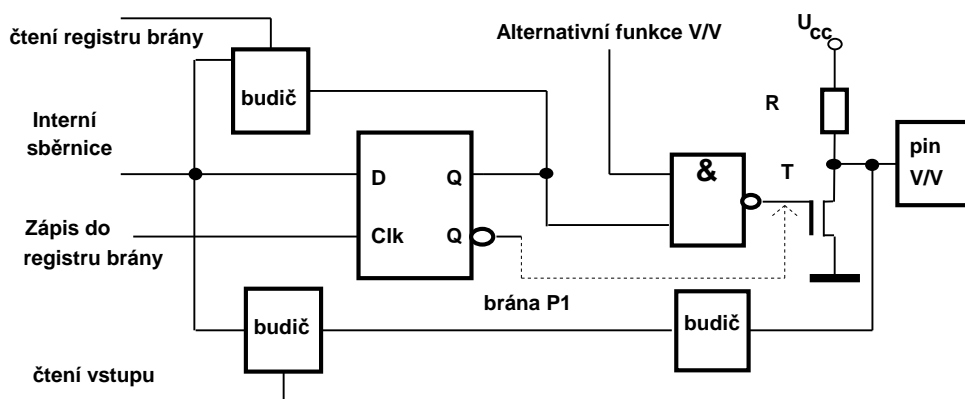 čtení registru brány
Alternativní funkce V/V
Ucc
budič
R
Interní
sběrnice
pin
V/V
&
T
D
Q
Zápis do
registru brány
Clk
Q
brána P1
budič
budič
čtení vstupu